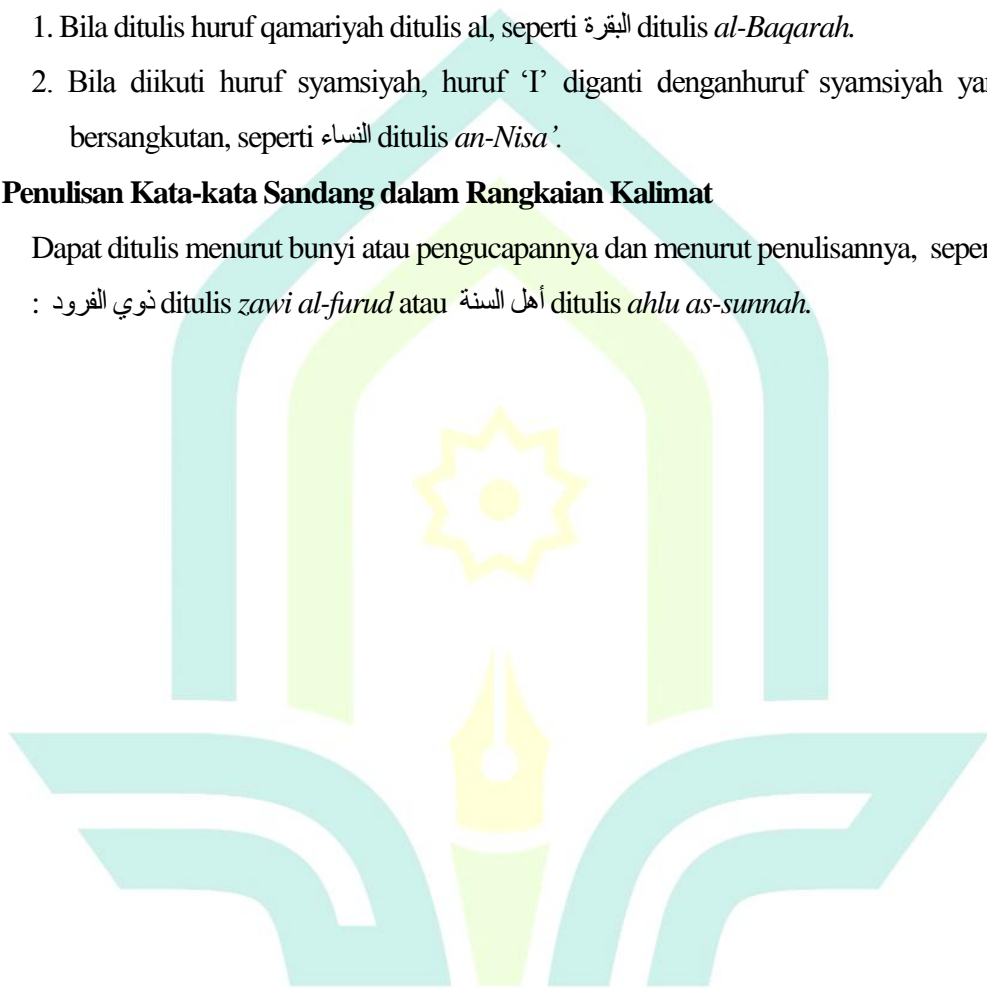 1. Bila ditulis huruf qamariyah ditulis al, seperti البقرة ditulis al-Baqarah.
2. Bila diikuti huruf syamsiyah, huruf ‘I’ diganti denganhuruf syamsiyah yan
bersangkutan, seperti النساء ditulis an-Nisa’.
Penulisan Kata-kata Sandang dalam Rangkaian Kalimat
Dapat ditulis menurut bunyi atau pengucapannya dan menurut penulisannya, seper
: ذوي الفرود ditulis zawi al-furud atau أهل السنة ditulis ahlu as-sunnah.